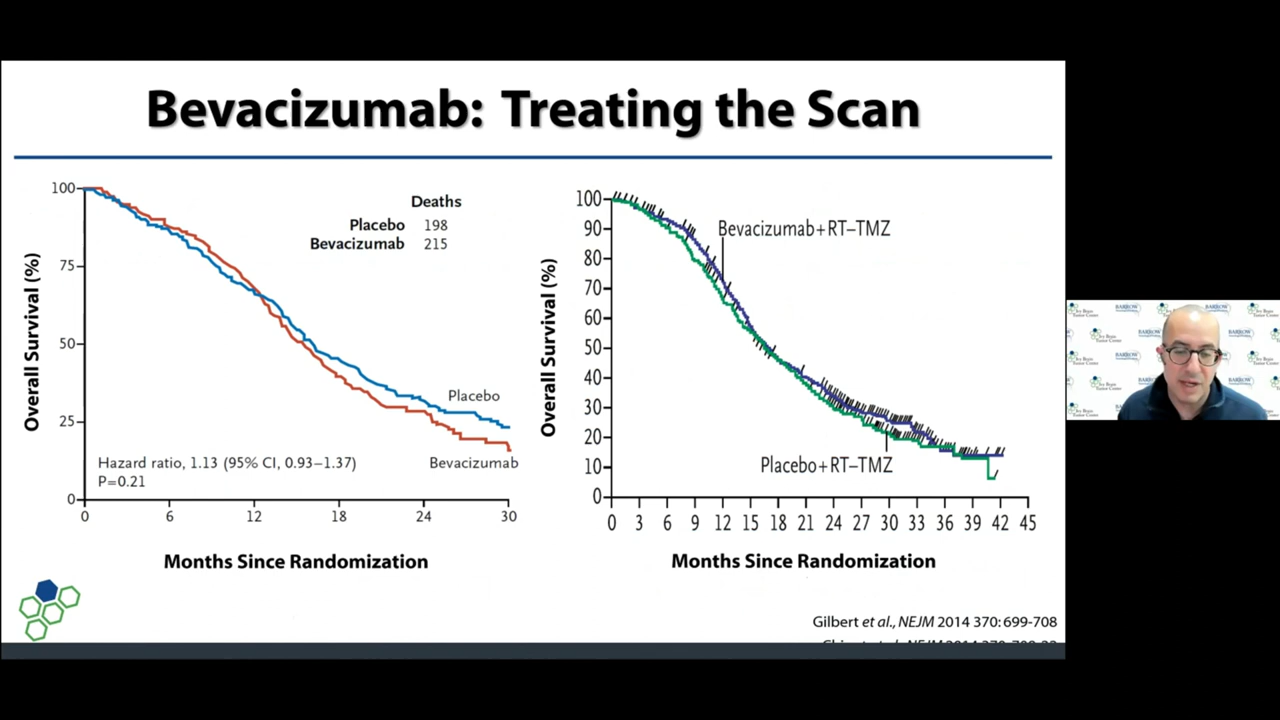 Bevacizumab: Treating the Scan
Overall Survival (%)
100
75
50
25
0
Deaths
Placebo 198
Bevacizumab 215
Placebo
Bevacizumab
Hazard ratio, 1.13 (95% CI, 0.93–1.37)
P=0.21
0 6 12 18 24 30
Months Since Randomization
Overall Survival (%)
100
90
80
70
60
50
40
30
20
10
0
Bevacizumab+RT–TMZ
Placebo+RT–TMZ
0 3 6 9 12 15 18 21 24 27 30 33 36 39 42 45
Months Since Randomization
Gilbert et al., NEJM 2014 370:699-708